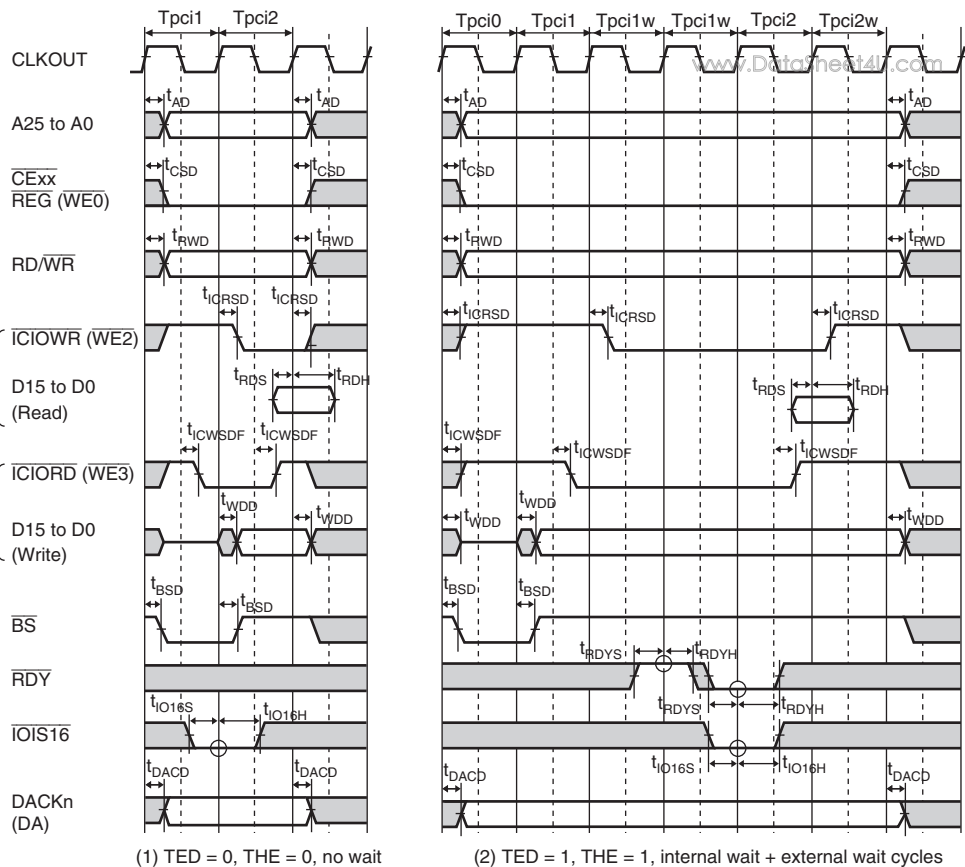 Tpci1 Tpci2 Tpci0 Tpci1 Tpci1w Tpci1w Tpci2 Tpci2w
CLKOUT
www.DataSheet4U.com
tAD tAD tAD tAD
A25 to A0
tCSD tCSD tCSD tCSD
CExx
REG (WE0)
tRWD tRWD tRWD tRWD
RD/WR
tICRSD tICRSD tICRSD tICRSD tICRSD
ICIOWR (WE2)
D15 to D0
(Read)
tRDS tRDH tRDS tRDH
tICWSDF tICWSDF tICWSDF tICWSDF tICWSDF
ICIORD (WE3)
tWDD tWDD tWDD tWDD tWDD
D15 to D0
(Write)
tBSD tBSD tBSD tBSD
BS
tRDYS tRDYH
RDY
tRDYS tRDYH
tIO16S tIO16H
IOIS16
tIO16S tIO16H
tDACD tDACD tDACD tDACD
DACKn
(DA)
(1) TED = 0, THE = 0, no wait
(2) TED = 1, THE = 1, internal wait + external wait cycles